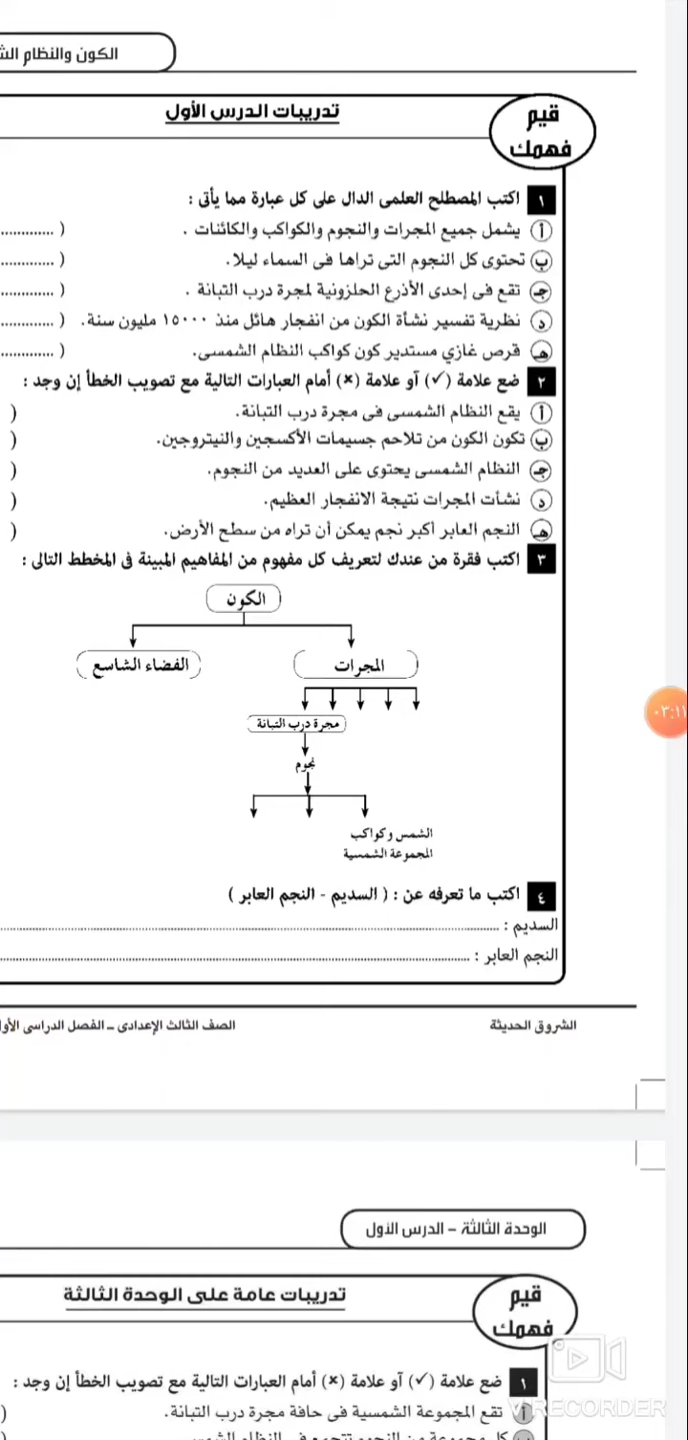 الكون والنظام
تدريبات الدرس الأول
قيم
فهمك
١ اكتب المصطلح العلمى الدال على كل عبارة مما يأتى :
أ يشمل جميع المجرات والنجوم والكواكب والكائنات . ( .............
ب تحتوى كل النجوم التى تراها فى السماء ليلا. ( .............
جـ تقع فى إحدى الأذرع الحلزونية لمجرة درب التبانة . ( .............
د نظرية تفسير نشأة الكون من انفجار هائل منذ ١٥٠٠٠ مليون سنة. ( .............
هـ قرص غازي مستدير كون كواكب النظام الشمسى. ( .............
٢ ضع علامة (✓) أو علامة (×) أمام العبارات التالية مع تصويب الخطأ إن وجد :
أ يقع النظام الشمسى فى مجرة درب التبانة. (
ب تكون الكون من تلاحم جسيمات الأكسجين والنيتروجين. (
جـ النظام الشمسى يحتوى على العديد من النجوم. (
د نشأت المجرات نتيجة الانفجار العظيم. (
هـ النجم العابر أكبر نجم يمكن أن تراه من سطح الأرض. (
٣ اكتب فقرة من عندك لتعريف كل مفهوم من المفاهيم المبينة في المخطط التالى :
الكون
المجرات الفضاء الشاسع
مجرة درب التبانة
نجوم
الشمس وكواكب
المجموعة الشمسية
٤ اكتب ما تعرفه عن : ( السديم - النجم العابر )
السديم : ..........................................................................
النجم العابر : ..........................................................................
الشروق الحديثة الصف الثالث الإعدادى – الفصل الدراسى الأول
٠٣:١١
الوحدة الثالثة – الدرس الأول
تدريبات عامة على الوحدة الثالثة
قيم
فهمك
١ ضع علامة (✓) أو علامة (×) أمام العبارات التالية مع تصويب الخطأ إن وجد :
أ تقع المجموعة الشمسية فى حافة مجرة درب التبانة. (
RECORDER